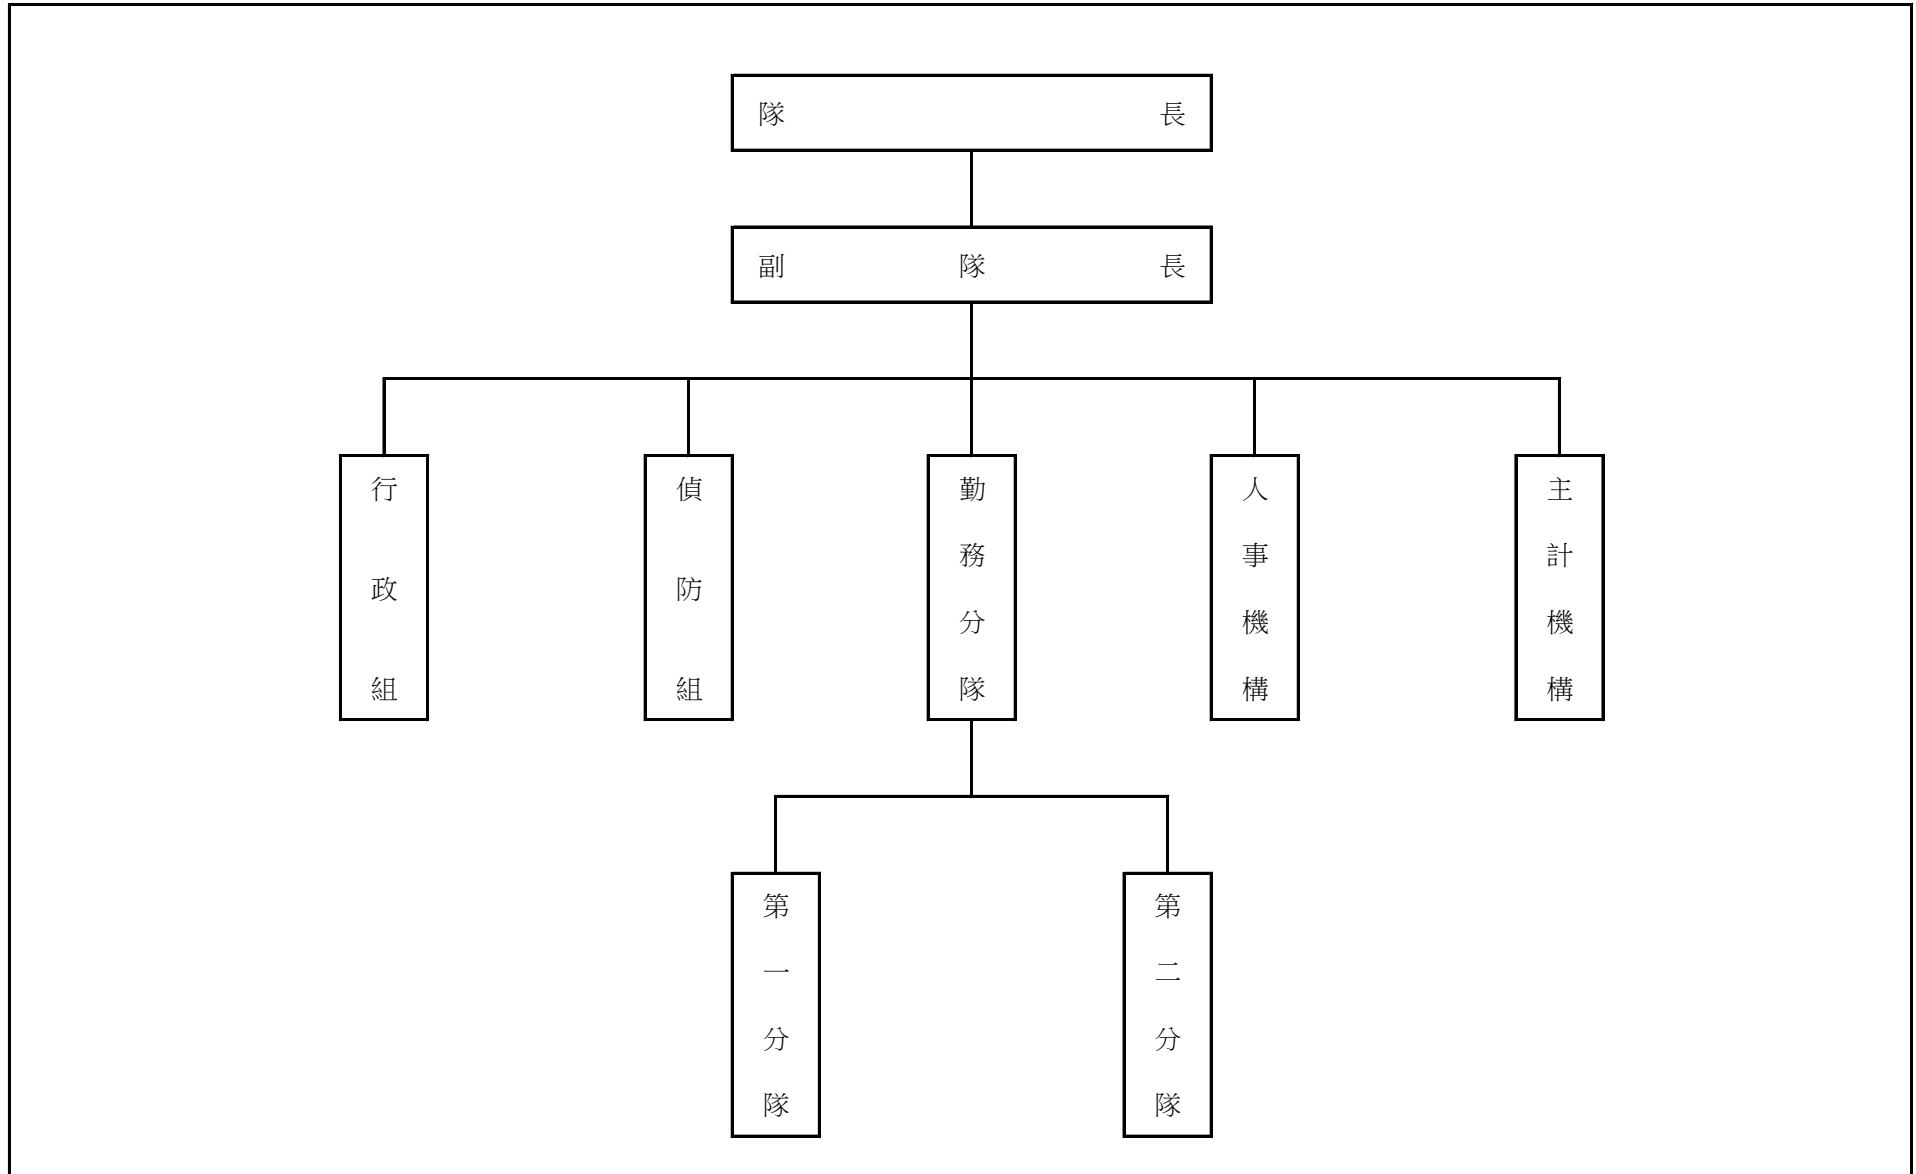 隊長
副隊長
行政組
偵防組
勤務分隊
人事機構
主計機構
第一分隊
第二分隊